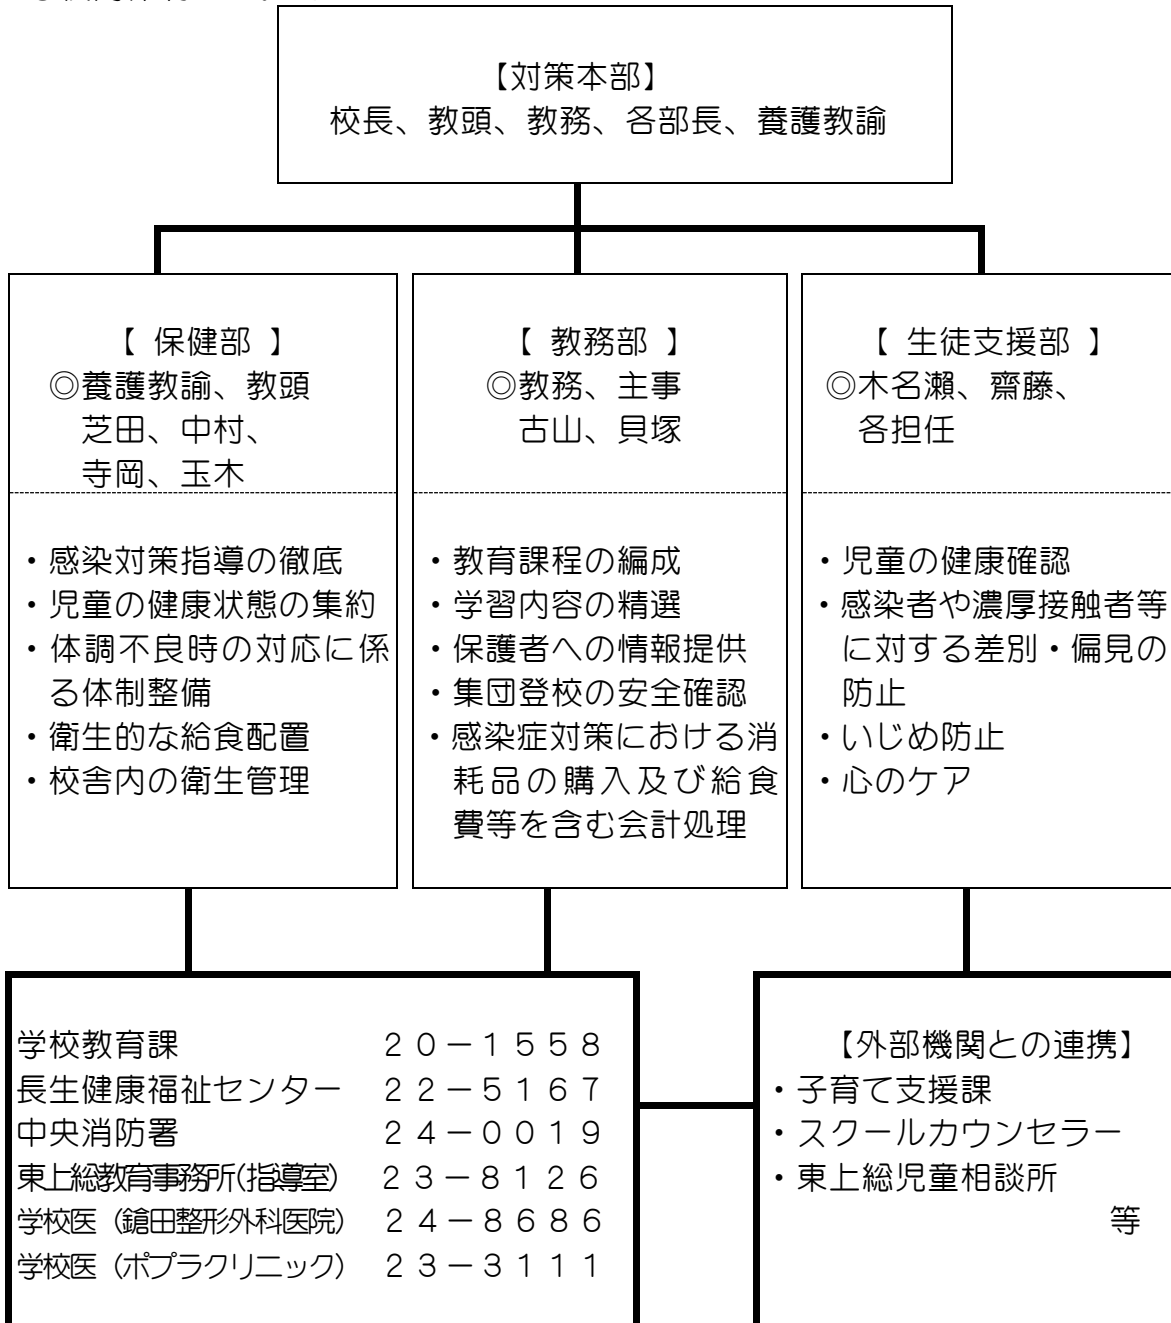 【対策本部】
校長、教頭、教務、各部長、養護教諭
【 保健部 】
◎養護教諭、教頭
芝田、中村、
寺岡、玉木
・感染対策指導の徹底
・児童の健康状態の集約
・体調不良時の対応に係
る体制整備
・衛生的な給食配置
・校舎内の衛生管理
【 教務部 】
◎教務、主事
古山、貝塚
・教育課程の編成
・学習内容の精選
・保護者への情報提供
・集団登校の安全確認
・感染症対策における消
耗品の購入及び給食
費等を含む会計処理
【 生徒支援部 】
◎木名瀬、齋藤、
各担任
・児童の健康確認
・感染者や濃厚接触者等
に対する差別・偏見の
防止
・いじめ防止
・心のケア
学校教育課 ２０－１５５８
長生健康福祉センター ２２－５１６７
中央消防署 ２４－００１９
東上総教育事務所(指導室) ２３－８１２６
学校医（鎗田整形外科医院） ２４－８６８６
学校医（ポプラクリニック） ２３－３１１１
【外部機関との連携】
・子育て支援課
・スクールカウンセラー
・東上総児童相談所
等